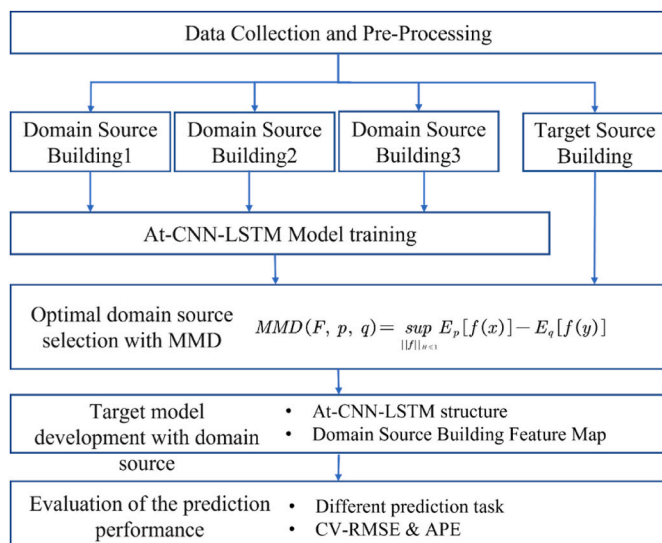 Data Collection and Pre-Processing
Domain Source
Building1
Domain Source
Building2
Domain Source
Building3
Target Source
Building
At-CNN-LSTM Model training
Optimal domain source
selection with MMD
MMD(F, p, q)= sup E_p[f(x)]−E_q[f(y)]
||f||_{H<1}
Target model
development with domain
source
• At-CNN-LSTM structure
• Domain Source Building Feature Map
Evaluation of the prediction
performance
• Different prediction task
• CV-RMSE & APE